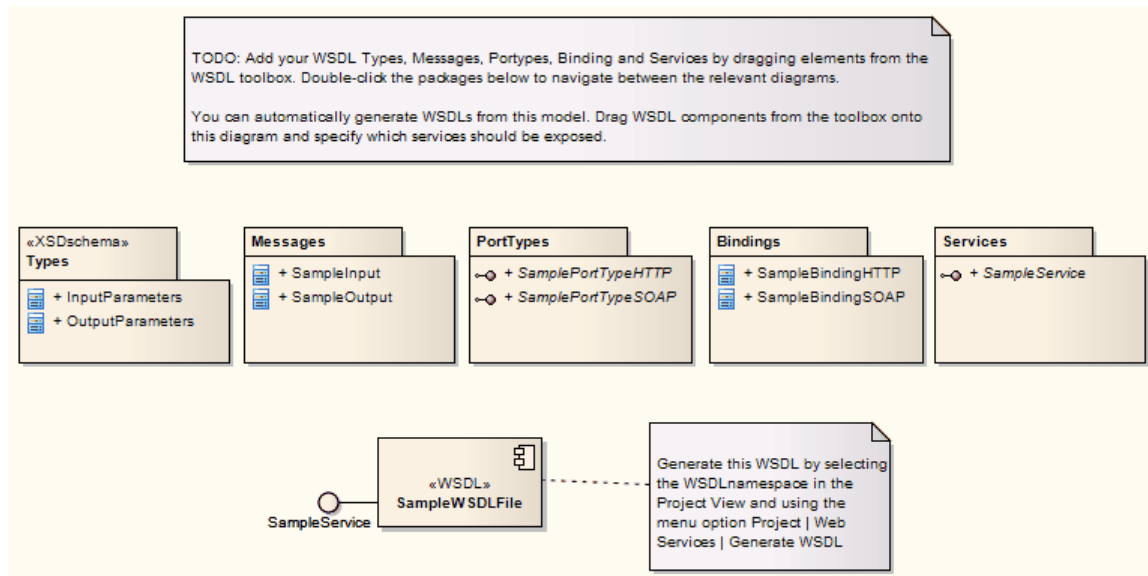 TODO: Add your WSDL Types, Messages, Portypes, Binding and Services by dragging elements from the
WSDL toolbox. Double-click the packages below to navigate between the relevant diagrams.
You can automatically generate WSDLs from this model. Drag WSDL components from the toolbox onto
this diagram and specify which services should be exposed.
«XSDschema»
Types
+ InputParameters
+ OutputParameters
Messages
+ SampleInput
+ SampleOutput
PortTypes
+ SamplePortTypeHTTP
+ SamplePortTypeSOAP
Bindings
+ SampleBindingHTTP
+ SampleBindingSOAP
Services
+ SampleService
«WSDL»
SampleWSDLFile
SampleService
Generate this WSDL by selecting
the WSDLnamespace in the
Project View and using the
menu option Project | Web
Services | Generate WSDL